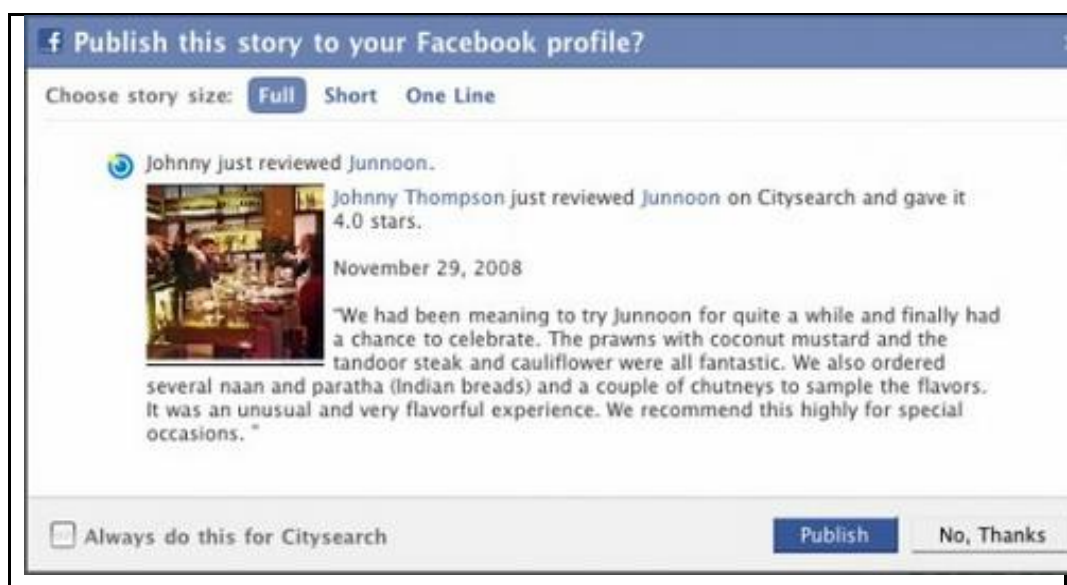 f Publish this story to your Facebook profile?
Choose story size: Full Short One Line
Johnny just reviewed Junnoon.
Johnny Thompson just reviewed Junnoon on Citysearch and gave it
4.0 stars.
November 29, 2008
"We had been meaning to try Junnoon for quite a while and finally had
a chance to celebrate. The prawns with coconut mustard and the
tandoor steak and cauliflower were all fantastic. We also ordered
several naan and paratha (Indian breads) and a couple of chutneys to sample the flavors.
It was an unusual and very flavorful experience. We recommend this highly for special
occasions. "
Always do this for Citysearch
Publish No, Thanks